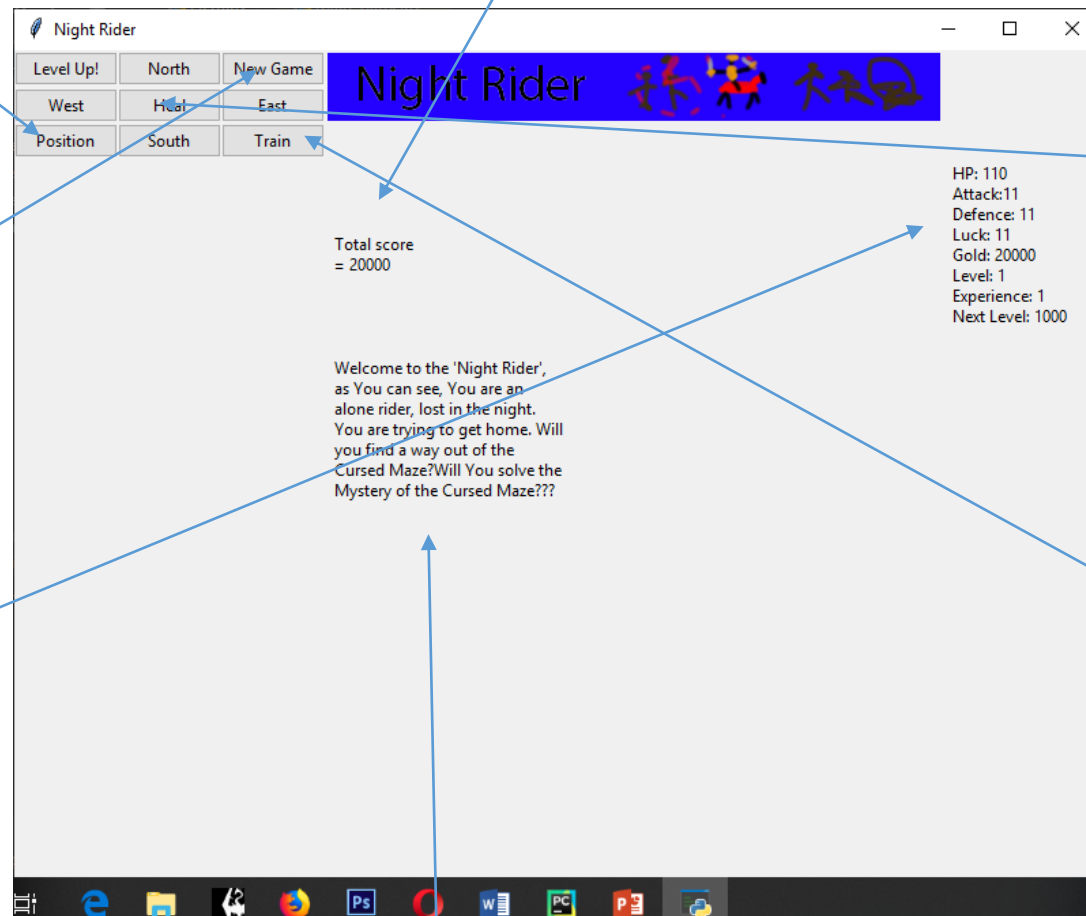 Night Rider
Level Up! North New Game
West Heal East
Position South Train
Night Rider
HP: 110
Attack:11
Defence: 11
Luck: 11
Gold: 20000
Level: 1
Experience: 1
Next Level: 1000
Total score
= 20000
Welcome to the 'Night Rider',
as You can see, You are an
alone rider, lost in the night.
You are trying to get home. Will
you find a way out of the
Cursed Maze?Will You solve the
Mystery of the Cursed Maze???
Ps
PC